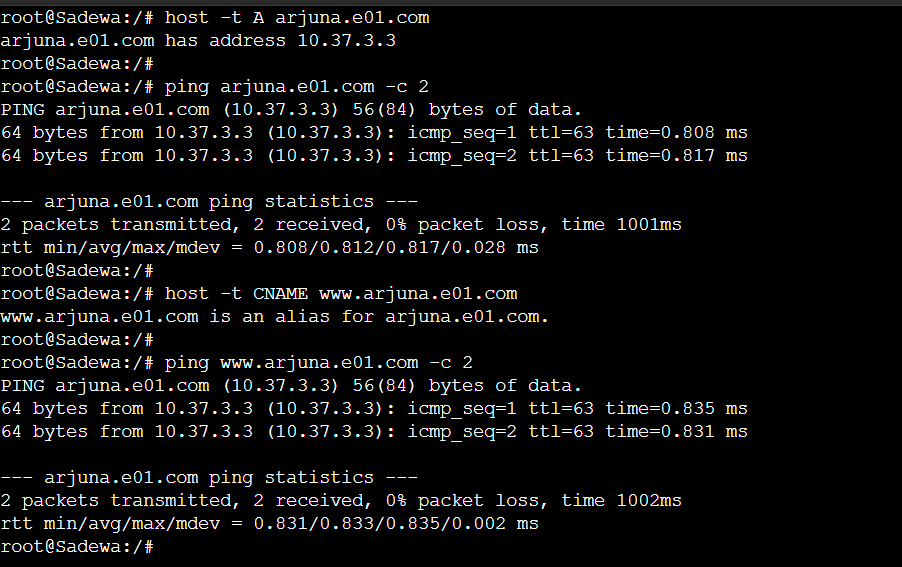 root@Sadewa:/# host -t A arjuna.e01.com
arjuna.e01.com has address 10.37.3.3
root@Sadewa:/#
root@Sadewa:/# ping arjuna.e01.com -c 2
PING arjuna.e01.com (10.37.3.3) 56(84) bytes of data.
64 bytes from 10.37.3.3 (10.37.3.3): icmp_seq=1 ttl=63 time=0.808 ms
64 bytes from 10.37.3.3 (10.37.3.3): icmp_seq=2 ttl=63 time=0.817 ms

--- arjuna.e01.com ping statistics ---
2 packets transmitted, 2 received, 0% packet loss, time 1001ms
rtt min/avg/max/mdev = 0.808/0.812/0.817/0.028 ms
root@Sadewa:/#
root@Sadewa:/# host -t CNAME www.arjuna.e01.com
www.arjuna.e01.com is an alias for arjuna.e01.com.
root@Sadewa:/#
root@Sadewa:/# ping www.arjuna.e01.com -c 2
PING arjuna.e01.com (10.37.3.3) 56(84) bytes of data.
64 bytes from 10.37.3.3 (10.37.3.3): icmp_seq=1 ttl=63 time=0.835 ms
64 bytes from 10.37.3.3 (10.37.3.3): icmp_seq=2 ttl=63 time=0.831 ms

--- arjuna.e01.com ping statistics ---
2 packets transmitted, 2 received, 0% packet loss, time 1002ms
rtt min/avg/max/mdev = 0.831/0.833/0.835/0.002 ms
root@Sadewa:/#